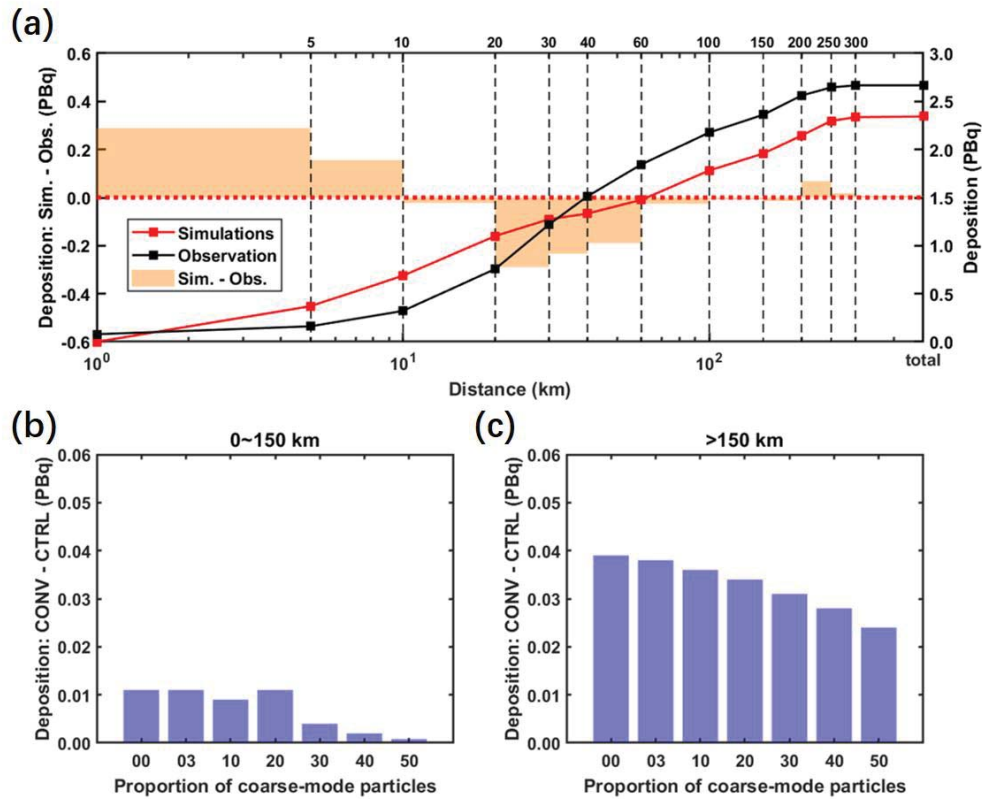 (a)
5 10 20 30 40 60 100 150 200 250 300
Deposition: Sim. - Obs. (PBq)
0.6
0.4
0.2
0.0
-0.2
-0.4
-0.6
Simulations
Observation
Sim. - Obs.
3.0
2.5
2.0
1.5
1.0
0.5
0.0
Deposition (PBq)
10⁰ 10¹ 10² total
Distance (km)
(b)
0~150 km
Deposition: CONV - CTRL (PBq)
0.06
0.05
0.04
0.03
0.02
0.01
0.00
00 03 10 20 30 40 50
Proportion of coarse-mode particles
(c)
>150 km
Deposition: CONV - CTRL (PBq)
0.06
0.05
0.04
0.03
0.02
0.01
0.00
00 03 10 20 30 40 50
Proportion of coarse-mode particles